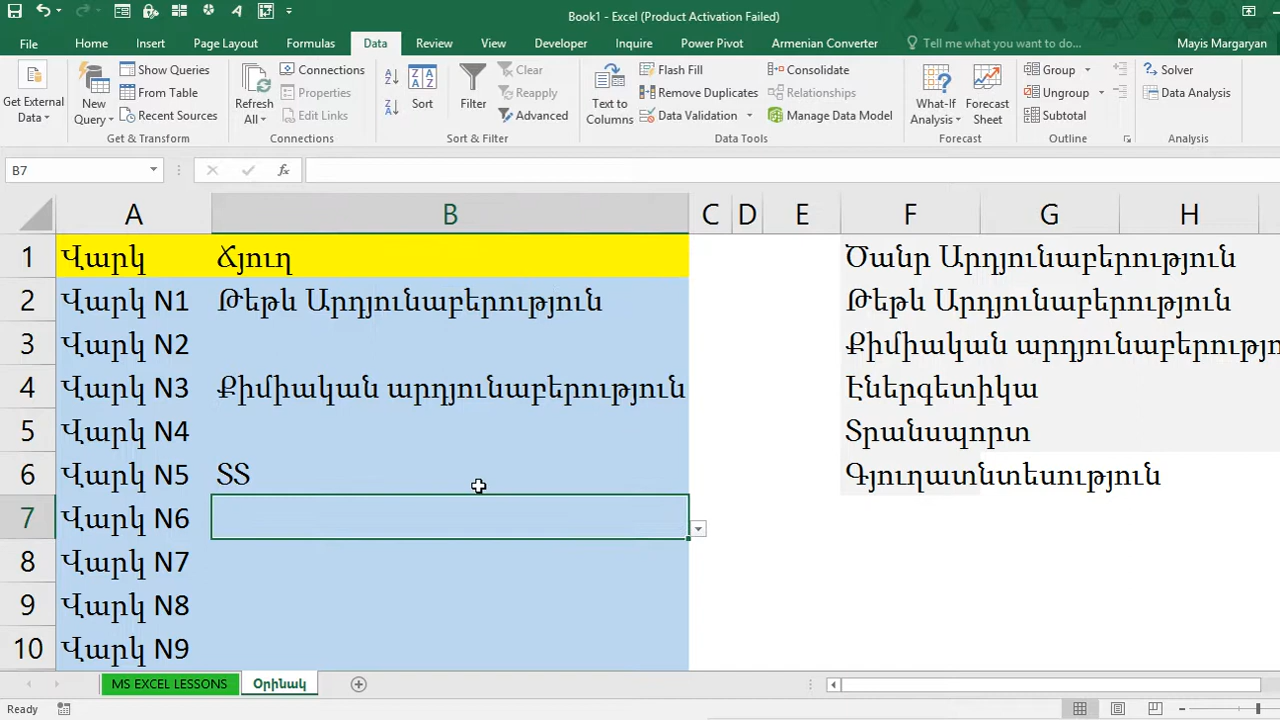 Book1 - Excel (Product Activation Failed)
File Home Insert Page Layout Formulas Data Review View Developer Inquire Power Pivot Armenian Converter Tell me what you want to do... Mayis Margaryan
Get External Data
New Query
Show Queries
From Table
Recent Sources
Get & Transform
Refresh All
Connections
Properties
Edit Links
Connections
Sort
Filter
Clear
Reapply
Advanced
Sort & Filter
Text to Columns
Flash Fill
Remove Duplicates
Data Validation
Consolidate
Relationships
Manage Data Model
Data Tools
What-If Analysis
Forecast Sheet
Forecast
Group
Ungroup
Subtotal
Outline
Solver
Data Analysis
Analysis
B7 fx
A B C D E F G H
1 Վարկ Ճյուղ Ծանր Արդյունաբերություն
2 Վարկ N1 Թեթև Արդյունաբերություն Թեթև Արդյունաբերություն
3 Վարկ N2 Քիմիական
4 Վարկ N3 Քիմիական արդյունաբերություն Էներգետիկա
5 Վարկ N4 Տրանսպորտ
6 Վարկ N5 ՏՏ Գյուղատնտեսություն
7 Վարկ N6
8 Վարկ N7
9 Վարկ N8
10 Վարկ N9
MS EXCEL LESSONS Օրինակ
Ready